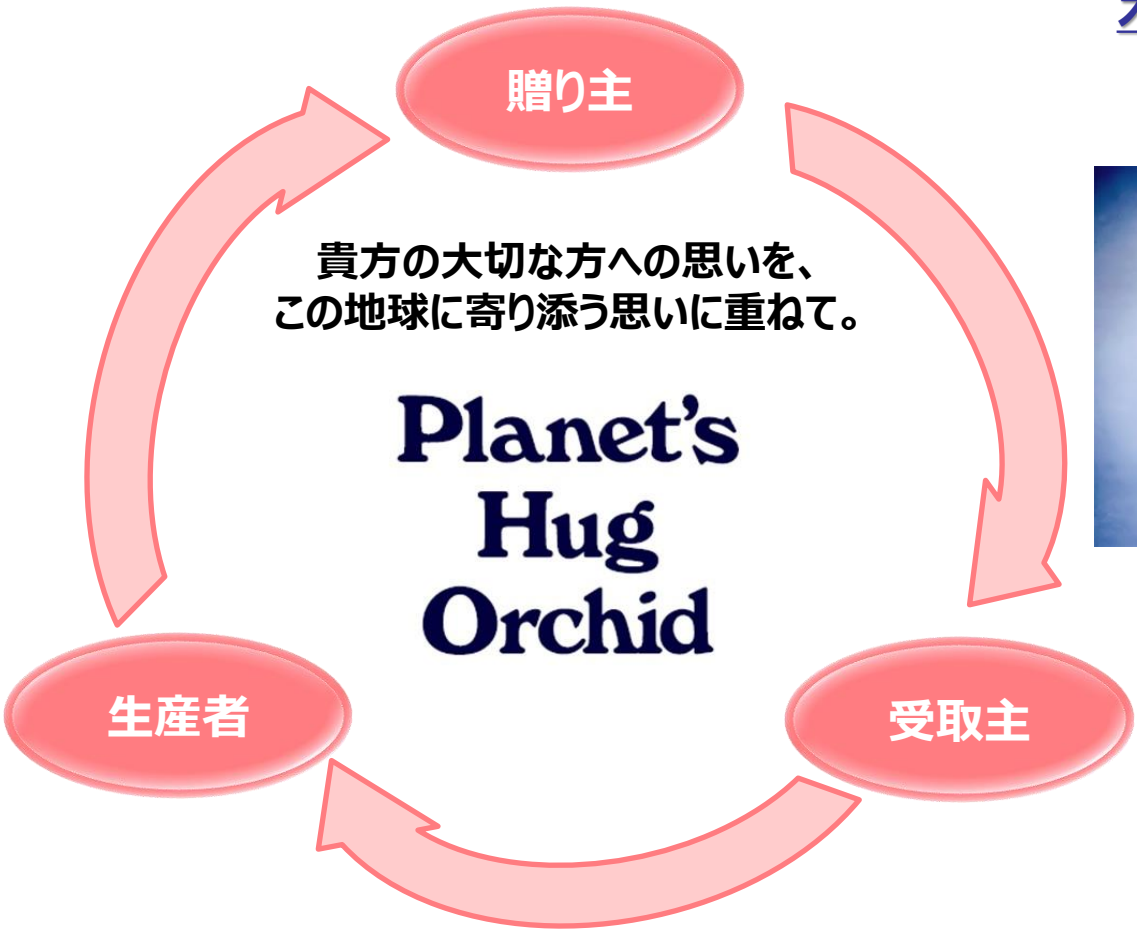 贈り主
貴方の大切な方への思いを、
この地球に寄り添う思いに重ねて。
Planet’s
Hug
Orchid
生産者
受取主